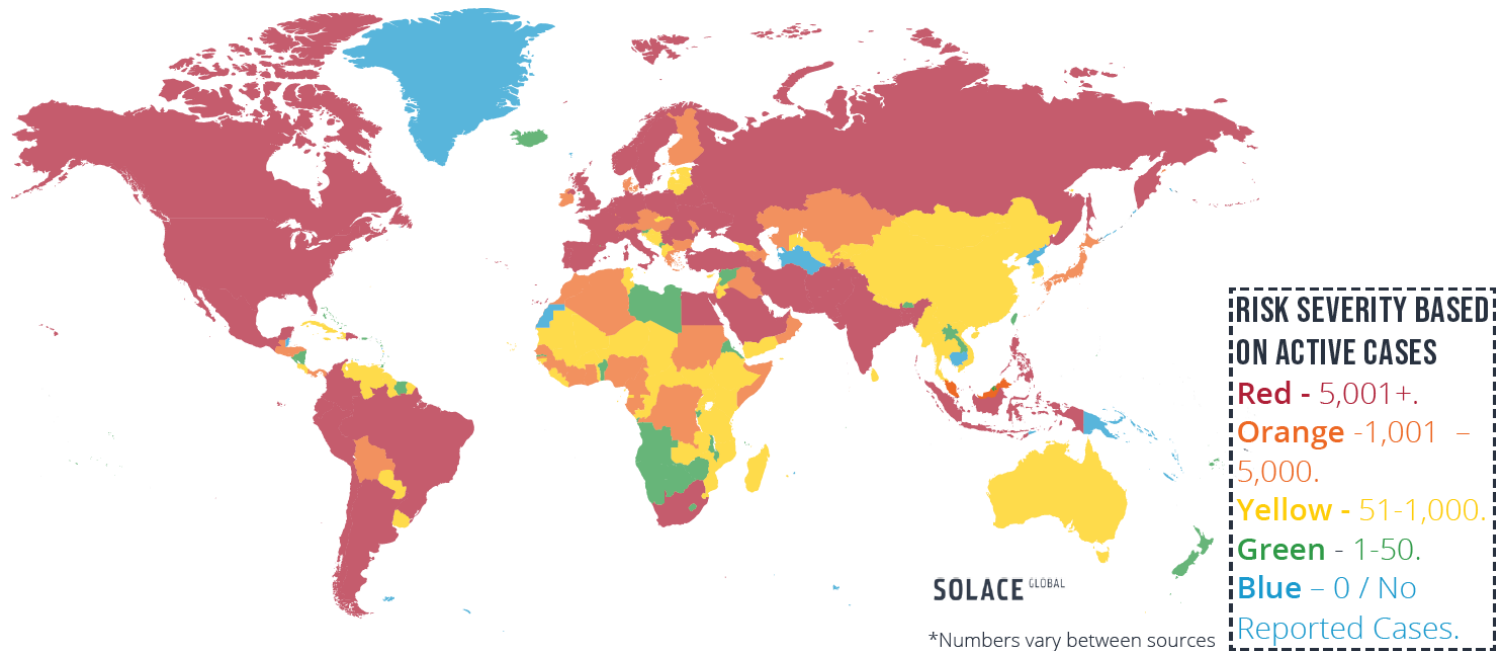 RISK SEVERITY BASED
ON ACTIVE CASES
Red - 5,001+.
Orange -1,001 –
5,000.
Yellow - 51-1,000.
Green - 1-50.
Blue – 0 / No
Reported Cases.
SOLACE GLOBAL
*Numbers vary between sources